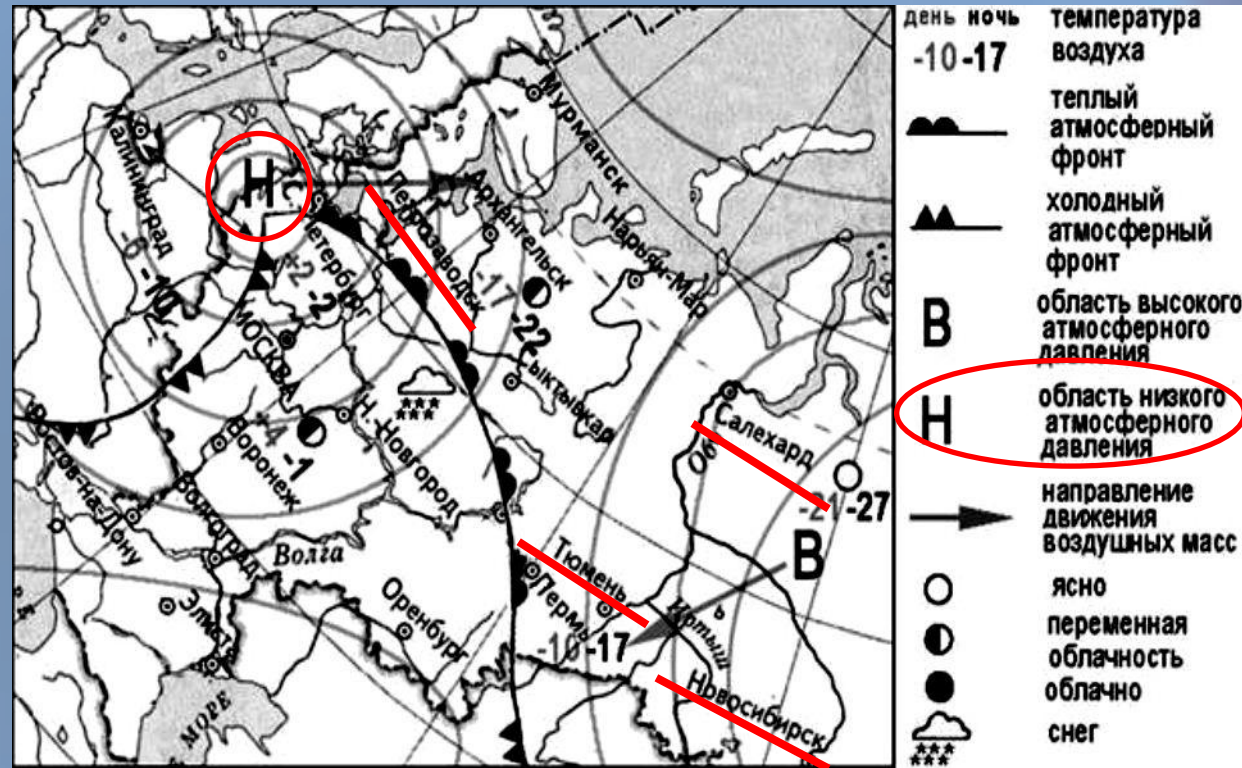 Мурманск
Калининград
Н
Архангельск
Петрозаводск
Нарьян-Мар
С.-Петербург
-6 -10
+2 -2
-17 -22
МОСКВА
Сыктывкар
Салехард
Обь
+4 -1
Воронеж
Н. Новгород
-21 -27
Ростов-на-Дону
Волгоград
Волга
В
Тюмень
Пермь
Иртыш
Элиста
Оренбург
-10 -17
Новосибирск
МОРЕ
день ночь температура
-10 -17 воздуха
теплый
атмосферный
фронт
холодный
атмосферный
фронт
В область высокого
атмосферного
давления
Н область низкого
атмосферного
давления
направление
движения
воздушных масс
ясно
переменная
облачность
облачно
снег